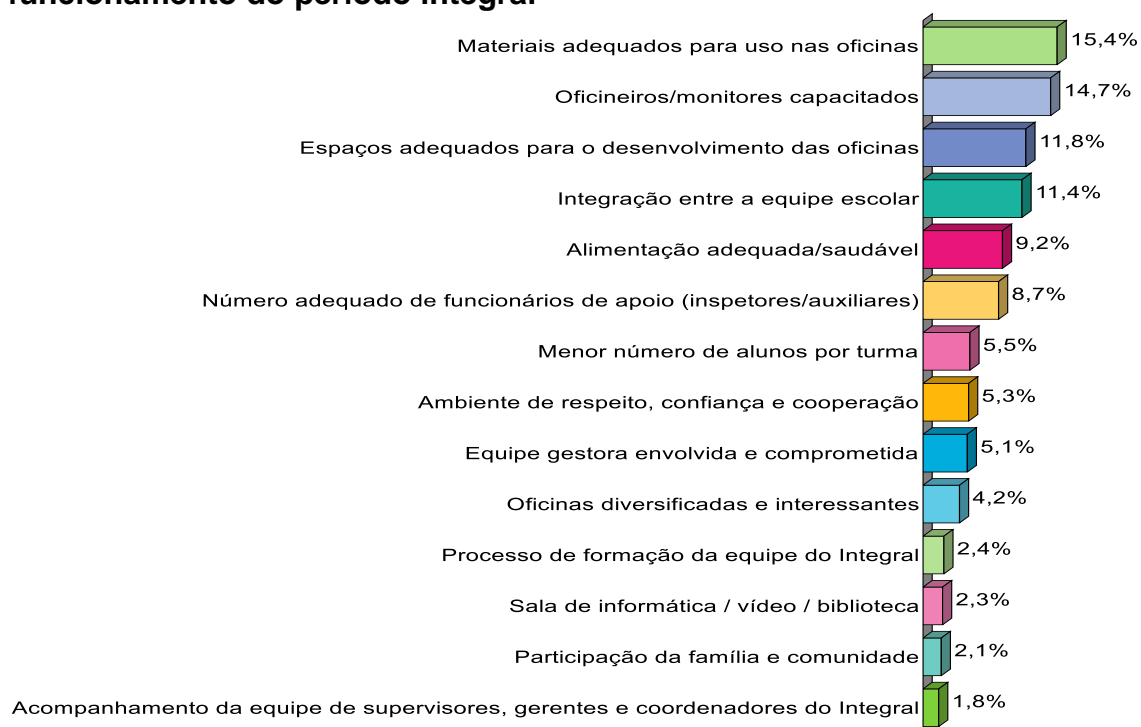 funcionamento do período integral
Materiais adequados para uso nas oficinas 15,4%
Oficineiros/monitores capacitados 14,7%
Espaços adequados para o desenvolvimento das oficinas 11,8%
Integração entre a equipe escolar 11,4%
Alimentação adequada/saudável 9,2%
Número adequado de funcionários de apoio (inspetores/auxiliares) 8,7%
Menor número de alunos por turma 5,5%
Ambiente de respeito, confiança e cooperação 5,3%
Equipe gestora envolvida e comprometida 5,1%
Oficinas diversificadas e interessantes 4,2%
Processo de formação da equipe do Integral 2,4%
Sala de informática / vídeo / biblioteca 2,3%
Participação da família e comunidade 2,1%
Acompanhamento da equipe de supervisores, gerentes e coordenadores do Integral 1,8%